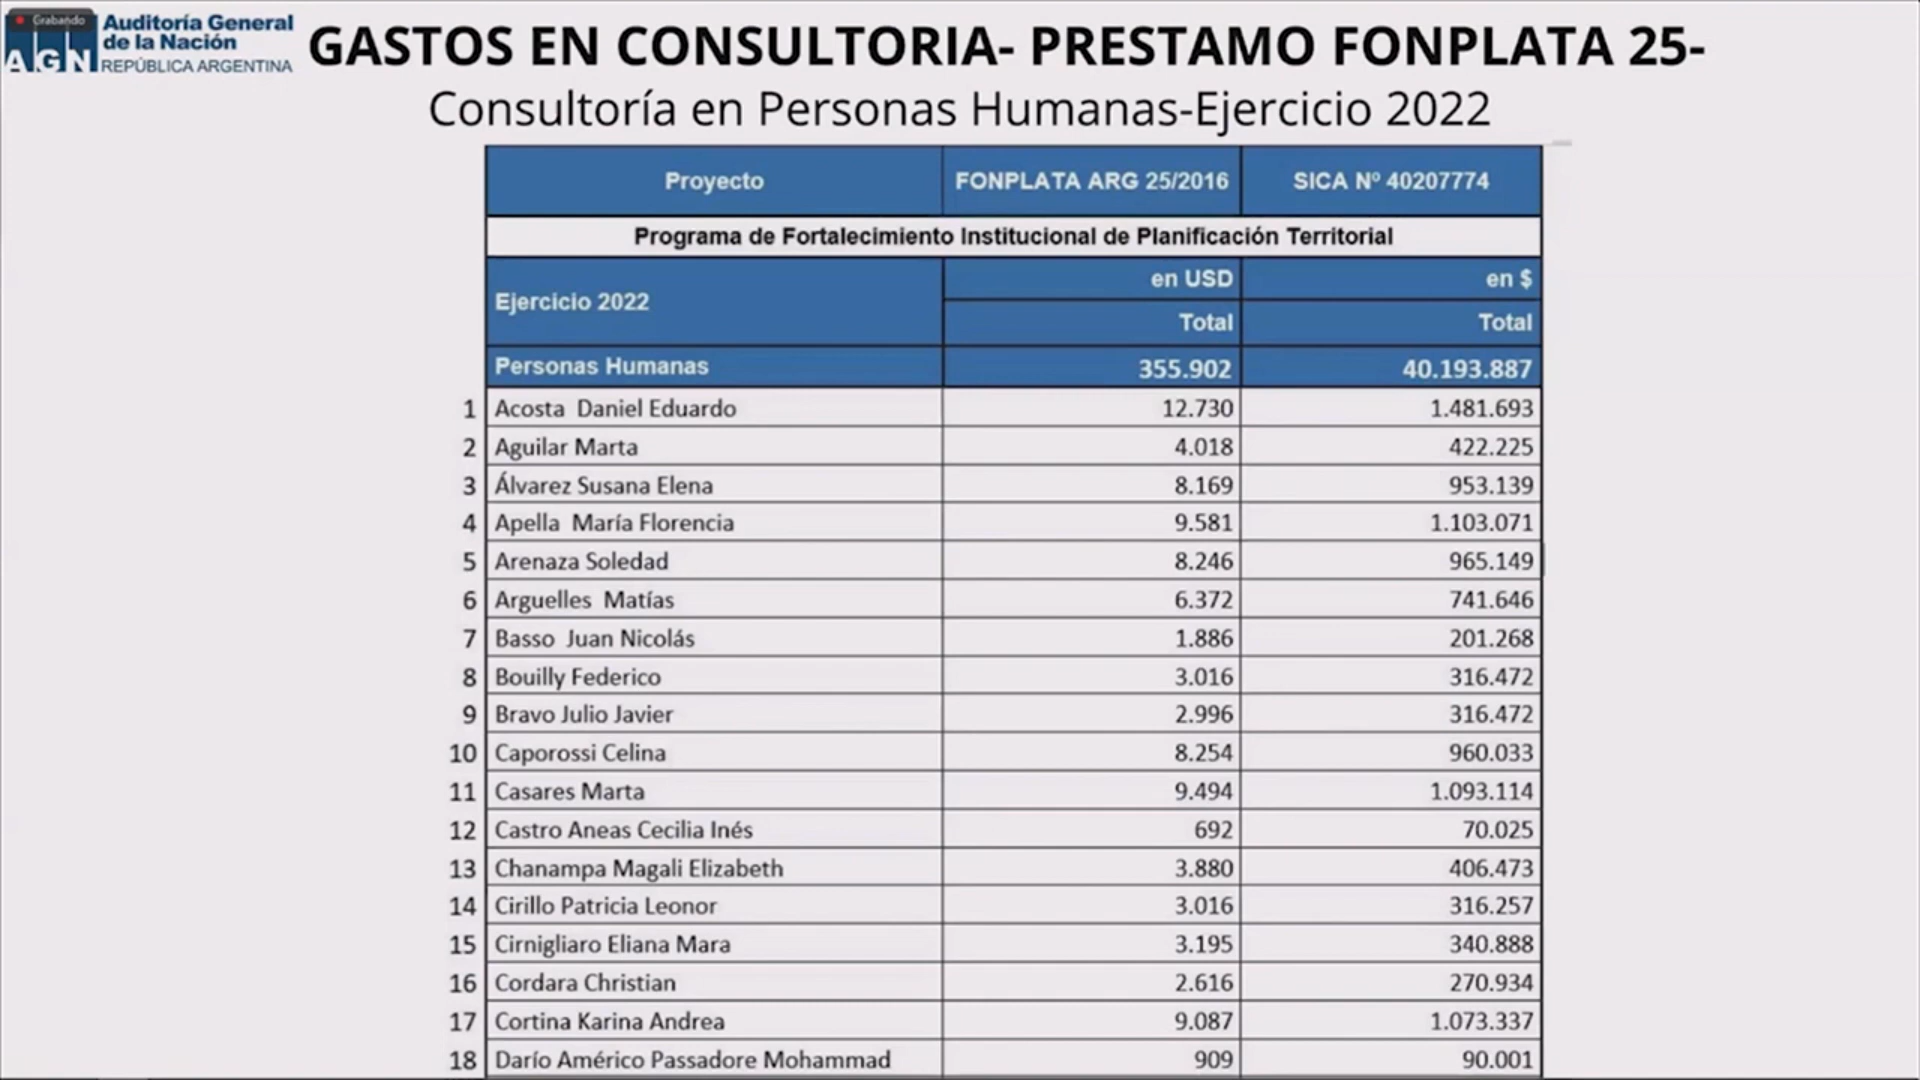 Grabando
AGN
Auditoría General
de la Nación
REPÚBLICA ARGENTINA
GASTOS EN CONSULTORIA- PRESTAMO FONPLATA 25-
Consultoría en Personas Humanas-Ejercicio 2022
Proyecto FONPLATA ARG 25/2016 SICA Nº 40207774
Programa de Fortalecimiento Institucional de Planificación Territorial
Ejercicio 2022 en USD en $
Total Total
Personas Humanas 355.902 40.193.887
1 Acosta Daniel Eduardo 12.730 1.481.693
2 Aguilar Marta 4.018 422.225
3 Álvarez Susana Elena 8.169 953.139
4 Apella María Florencia 9.581 1.103.071
5 Arenaza Soledad 8.246 965.149
6 Arguelles Matías 6.372 741.646
7 Basso Juan Nicolás 1.886 201.268
8 Bouilly Federico 3.016 316.472
9 Bravo Julio Javier 2.996 316.472
10 Caporossi Celina 8.254 960.033
11 Casares Marta 9.494 1.093.114
12 Castro Aneas Cecilia Inés 692 70.025
13 Chanampa Magali Elizabeth 3.880 406.473
14 Cirillo Patricia Leonor 3.016 316.257
15 Cirnigliaro Eliana Mara 3.195 340.888
16 Cordara Christian 2.616 270.934
17 Cortina Karina Andrea 9.087 1.073.337
18 Darío Américo Passadore Mohammad 909 90.001